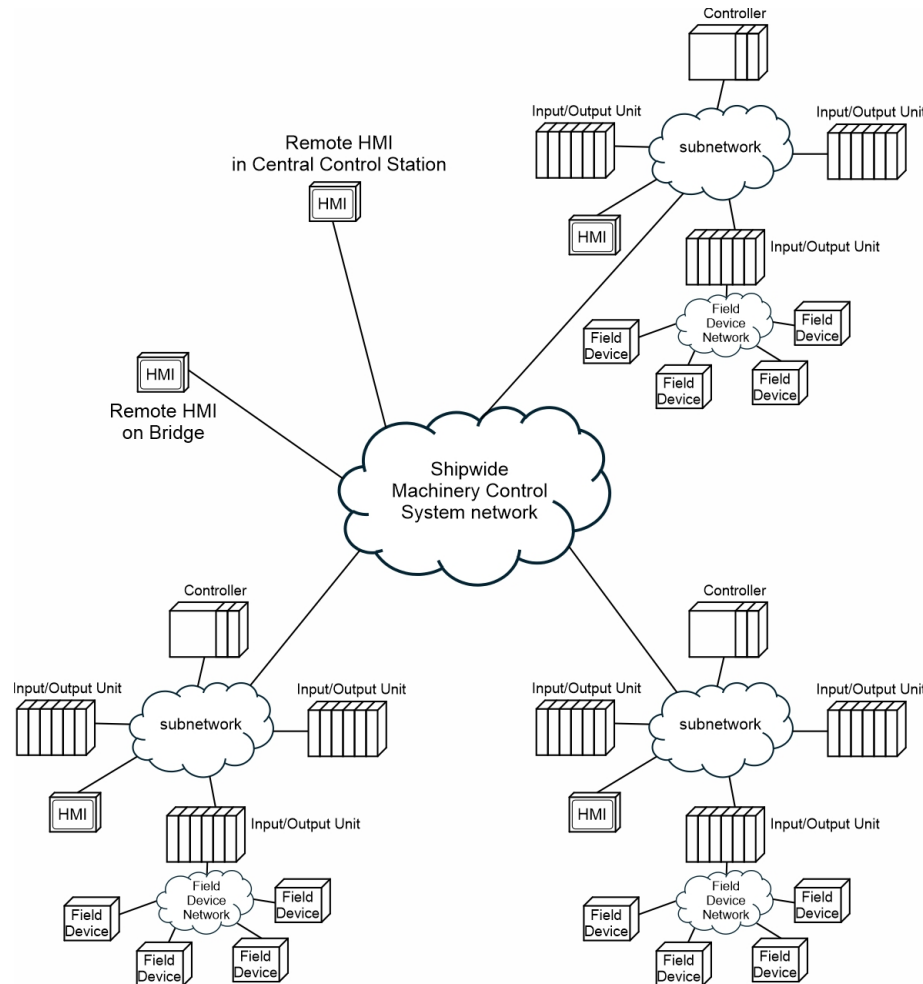 Controller
Input/Output Unit
Input/Output Unit
subnetwork
HMI
Input/Output Unit
Field
Device
Network
Field
Device
Field
Device
Field
Device
Field
Device
Remote HMI
in Central Control Station
HMI
HMI
Remote HMI
on Bridge
Shipwide
Machinery Control
System network
Controller
Input/Output Unit
Input/Output Unit
subnetwork
HMI
Input/Output Unit
Field
Device
Network
Field
Device
Field
Device
Field
Device
Field
Device
Controller
Input/Output Unit
Input/Output Unit
subnetwork
HMI
Input/Output Unit
Field
Device
Network
Field
Device
Field
Device
Field
Device
Field
Device